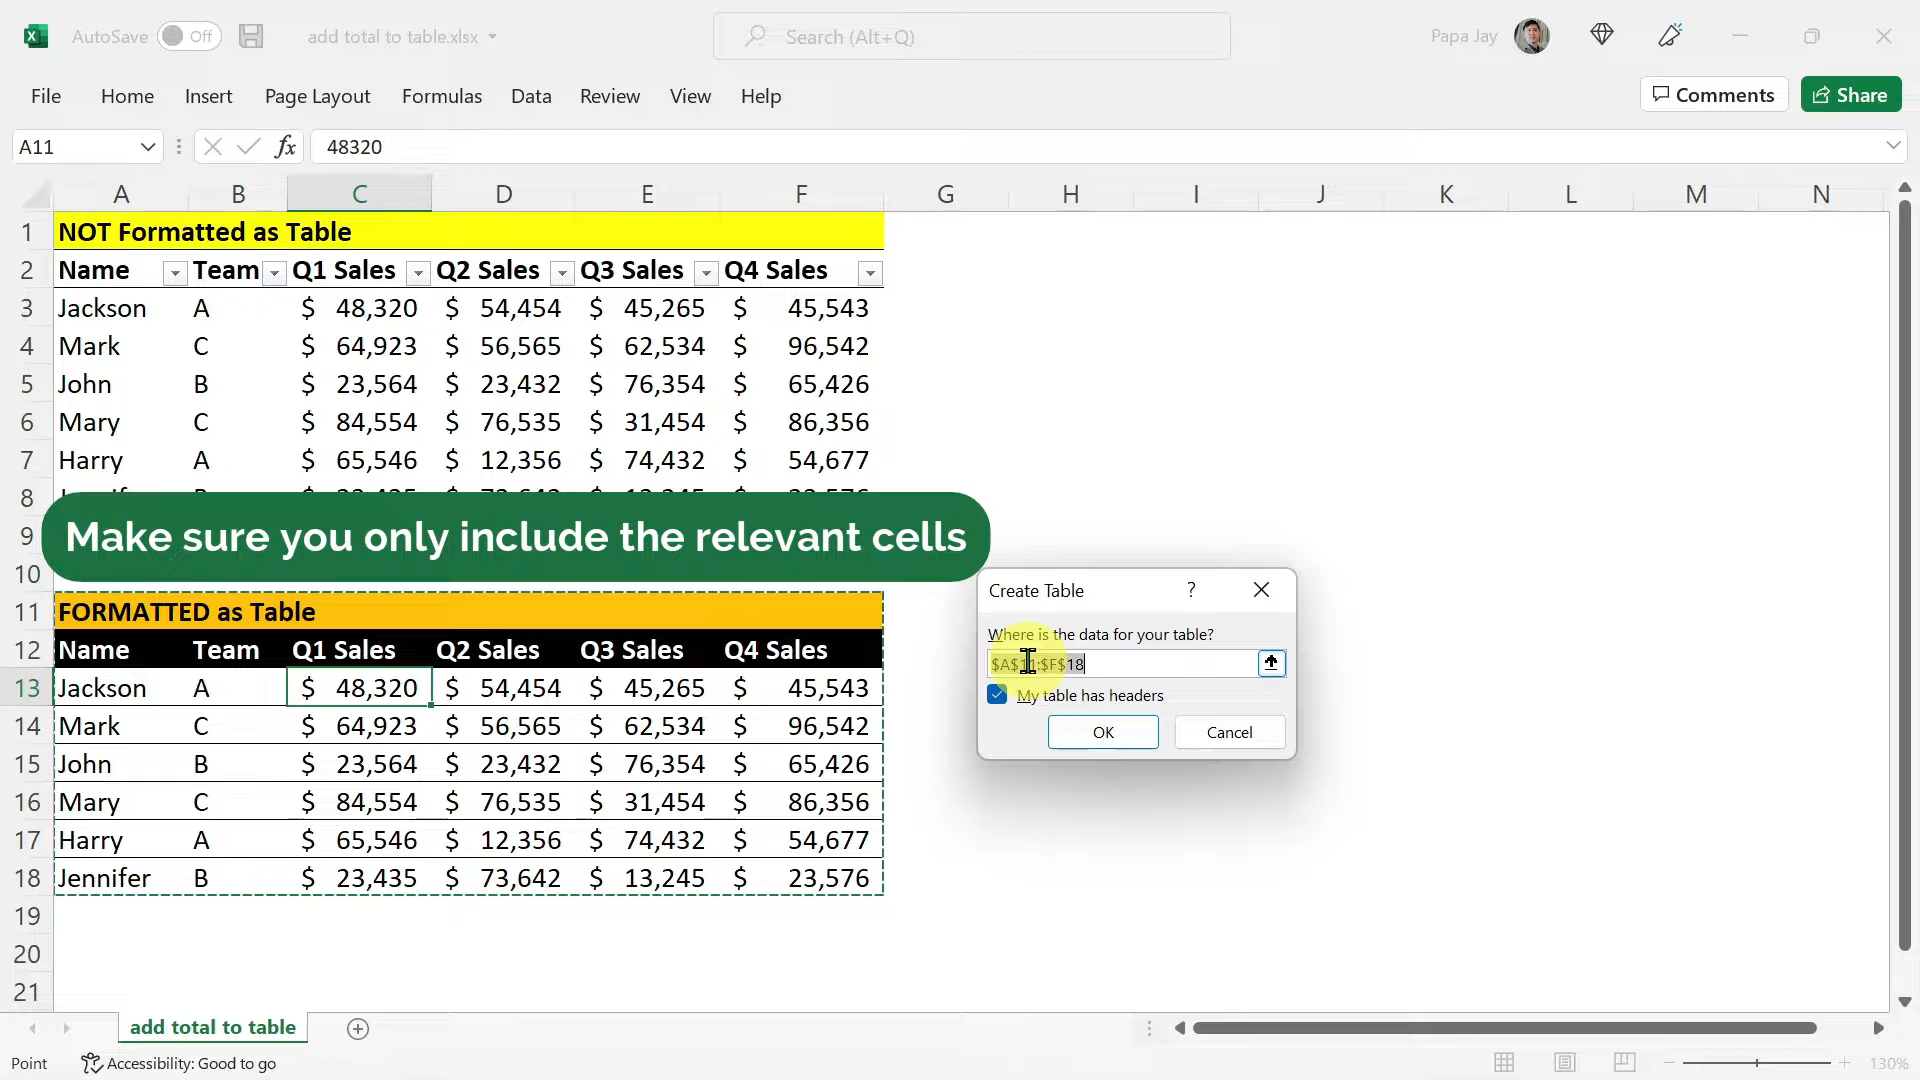 AutoSave Off add total to table.xlsx Search (Alt+Q) Papa Jay
File Home Insert Page Layout Formulas Data Review View Help Comments Share
A11 fx 48320
A B C D E F G H I J K L M N
1 NOT Formatted as Table
2 Name Team Q1 Sales Q2 Sales Q3 Sales Q4 Sales
3 Jackson A $ 48,320 $ 54,454 $ 45,265 $ 45,543
4 Mark C $ 64,923 $ 56,565 $ 62,534 $ 96,542
5 John B $ 23,564 $ 23,432 $ 76,354 $ 65,426
6 Mary C $ 84,554 $ 76,535 $ 31,454 $ 86,356
7 Harry A $ 65,546 $ 12,356 $ 74,432 $ 54,677
8
9
Make sure you only include the relevant cells
10
11 FORMATTED as Table
12 Name Team Q1 Sales Q2 Sales Q3 Sales Q4 Sales
13 Jackson A $ 48,320 $ 54,454 $ 45,265 $ 45,543
14 Mark C $ 64,923 $ 56,565 $ 62,534 $ 96,542
15 John B $ 23,564 $ 23,432 $ 76,354 $ 65,426
16 Mary C $ 84,554 $ 76,535 $ 31,454 $ 86,356
17 Harry A $ 65,546 $ 12,356 $ 74,432 $ 54,677
18 Jennifer B $ 23,435 $ 73,642 $ 13,245 $ 23,576
19
20
21
Create Table ?
Where is the data for your table?
$A$11:$F$18
My table has headers
OK Cancel
add total to table
Point Accessibility: Good to go 130%